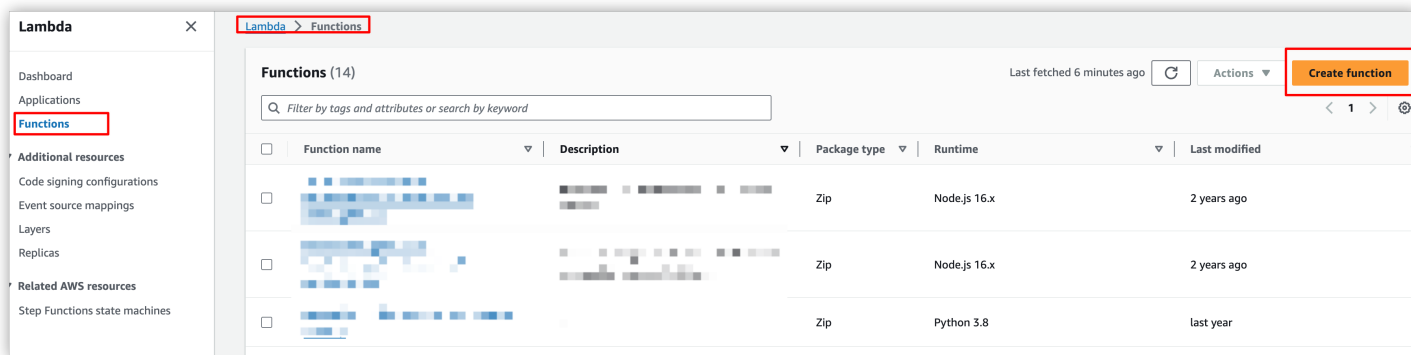 Lambda
Dashboard
Applications
Functions
Additional resources
Code signing configurations
Event source mappings
Layers
Replicas
Related AWS resources
Step Functions state machines
Lambda > Functions
Functions (14)
Last fetched 6 minutes ago
Actions
Create function
Filter by tags and attributes or search by keyword
< 1 >
Function name Description Package type Runtime Last modified
Zip Node.js 16.x 2 years ago
Zip Node.js 16.x 2 years ago
Zip Python 3.8 last year